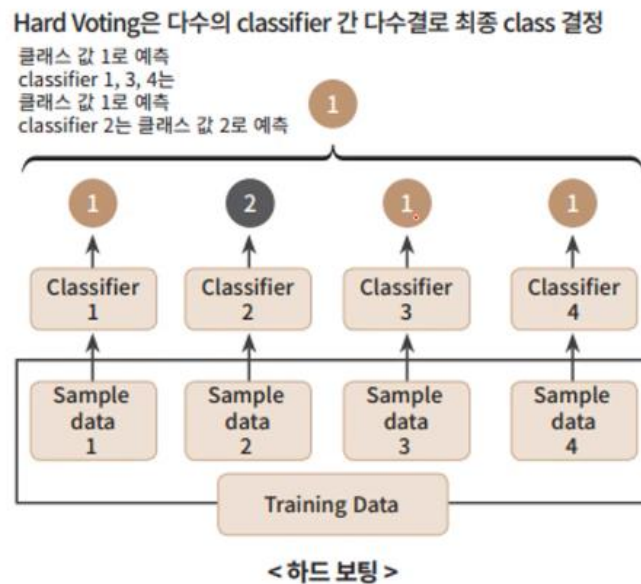 Hard Voting은 다수의 classifier 간 다수결로 최종 class 결정
클래스 값 1로 예측
classifier 1, 3, 4는
클래스 값 1로 예측
classifier 2는 클래스 값 2로 예측
1
1 2 1 1
Classifier 1
Classifier 2
Classifier 3
Classifier 4
Sample data 1
Sample data 2
Sample data 3
Sample data 4
Training Data
< 하드 보팅 >